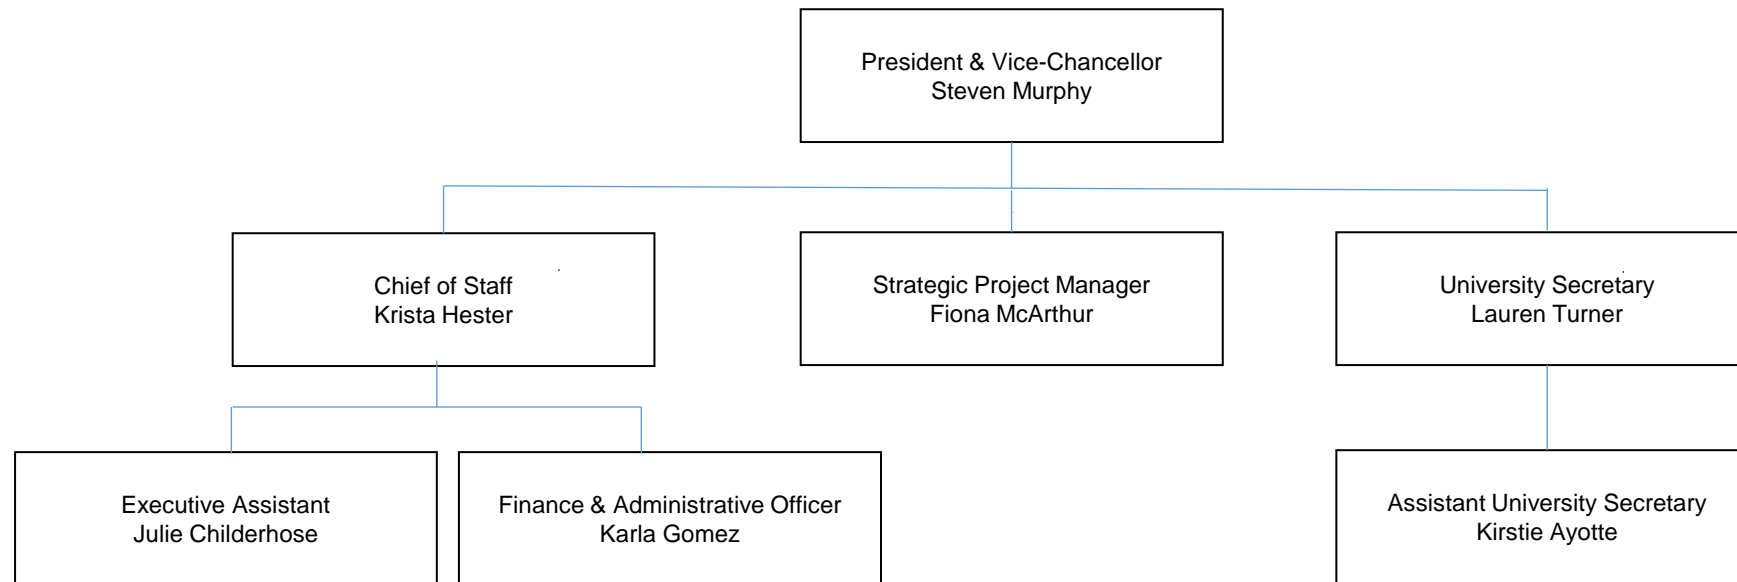 President & Vice-Chancellor
Steven Murphy
Chief of Staff
Krista Hester
Strategic Project Manager
Fiona McArthur
University Secretary
Lauren Turner
Executive Assistant
Julie Childerhose
Finance & Administrative Officer
Karla Gomez
Assistant University Secretary
Kirstie Ayotte